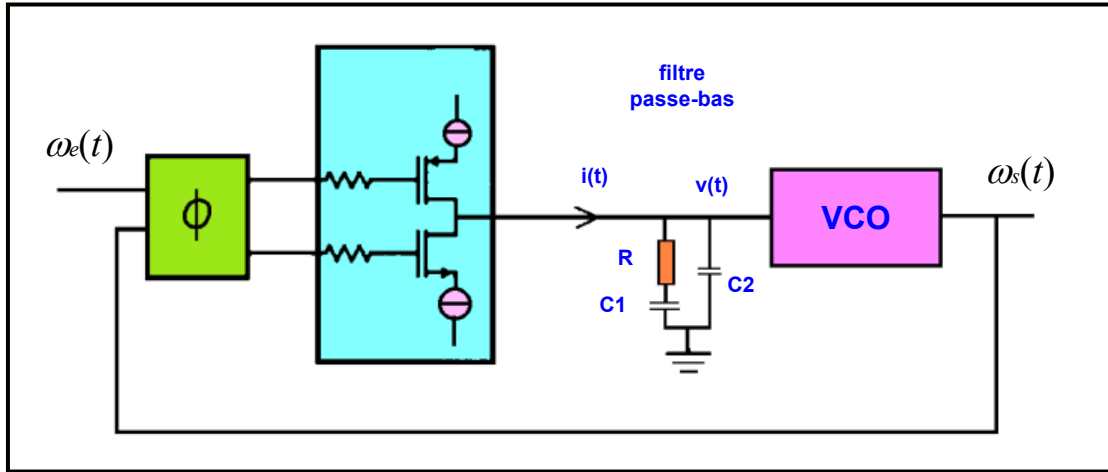 filtre
passe-bas
ωe(t)
ϕ
i(t)
v(t)
VCO
ωs(t)
R
C1
C2